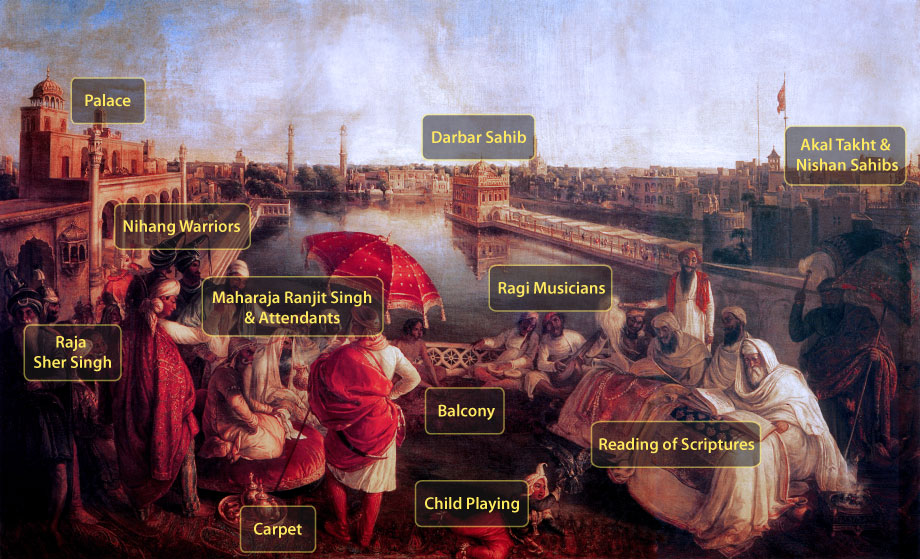 Palace
Darbar Sahib
Akal Takht &
Nishan Sahibs
Nihang Warriors
Maharaja Ranjit Singh
& Attendants
Ragi Musicians
Raja
Sher Singh
Balcony
Reading of Scriptures
Child Playing
Carpet